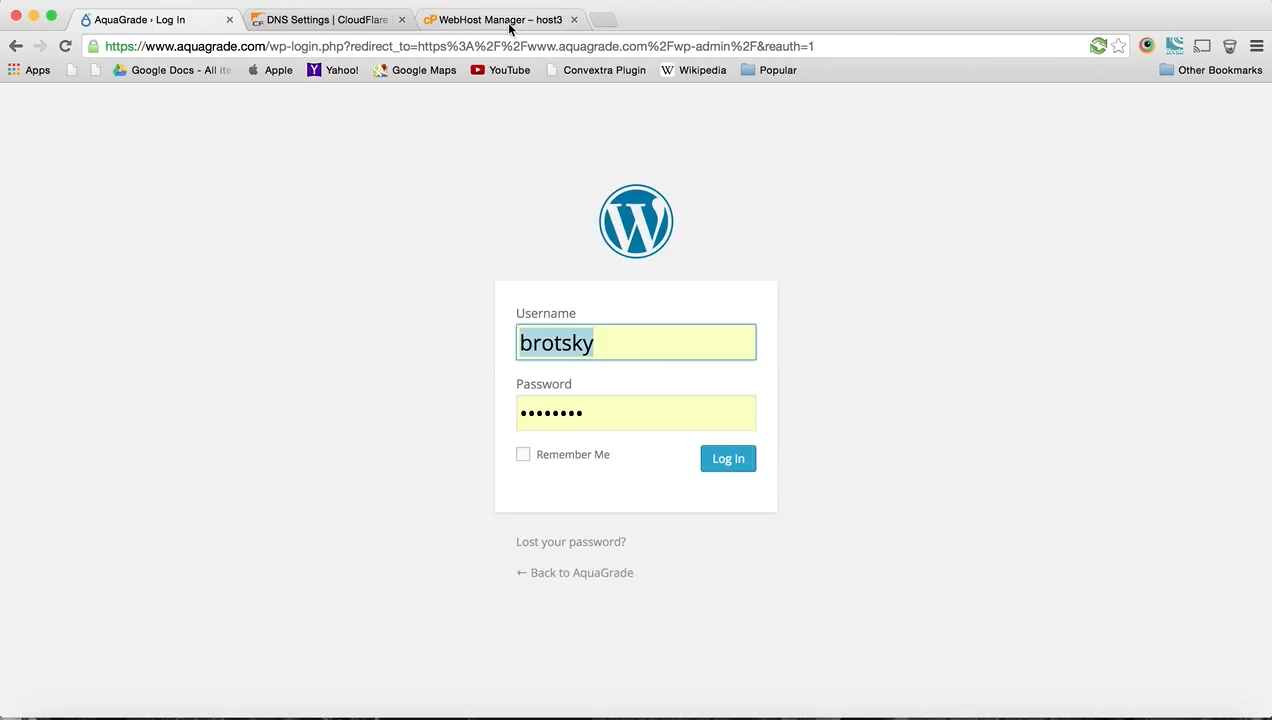 AquaGrade › Log In
DNS Settings | CloudFlare
cP WebHost Manager – host3
https://www.aquagrade.com/wp-login.php?redirect_to=https%3A%2F%2Fwww.aquagrade.com%2Fwp-admin%2F&reauth=1
Apps Google Docs - All ite Apple Yahoo! Google Maps YouTube Convextra Plugin W Wikipedia Popular Other Bookmarks
Username
brotsky
Password
••••••••
Remember Me
Log In
Lost your password?
← Back to AquaGrade